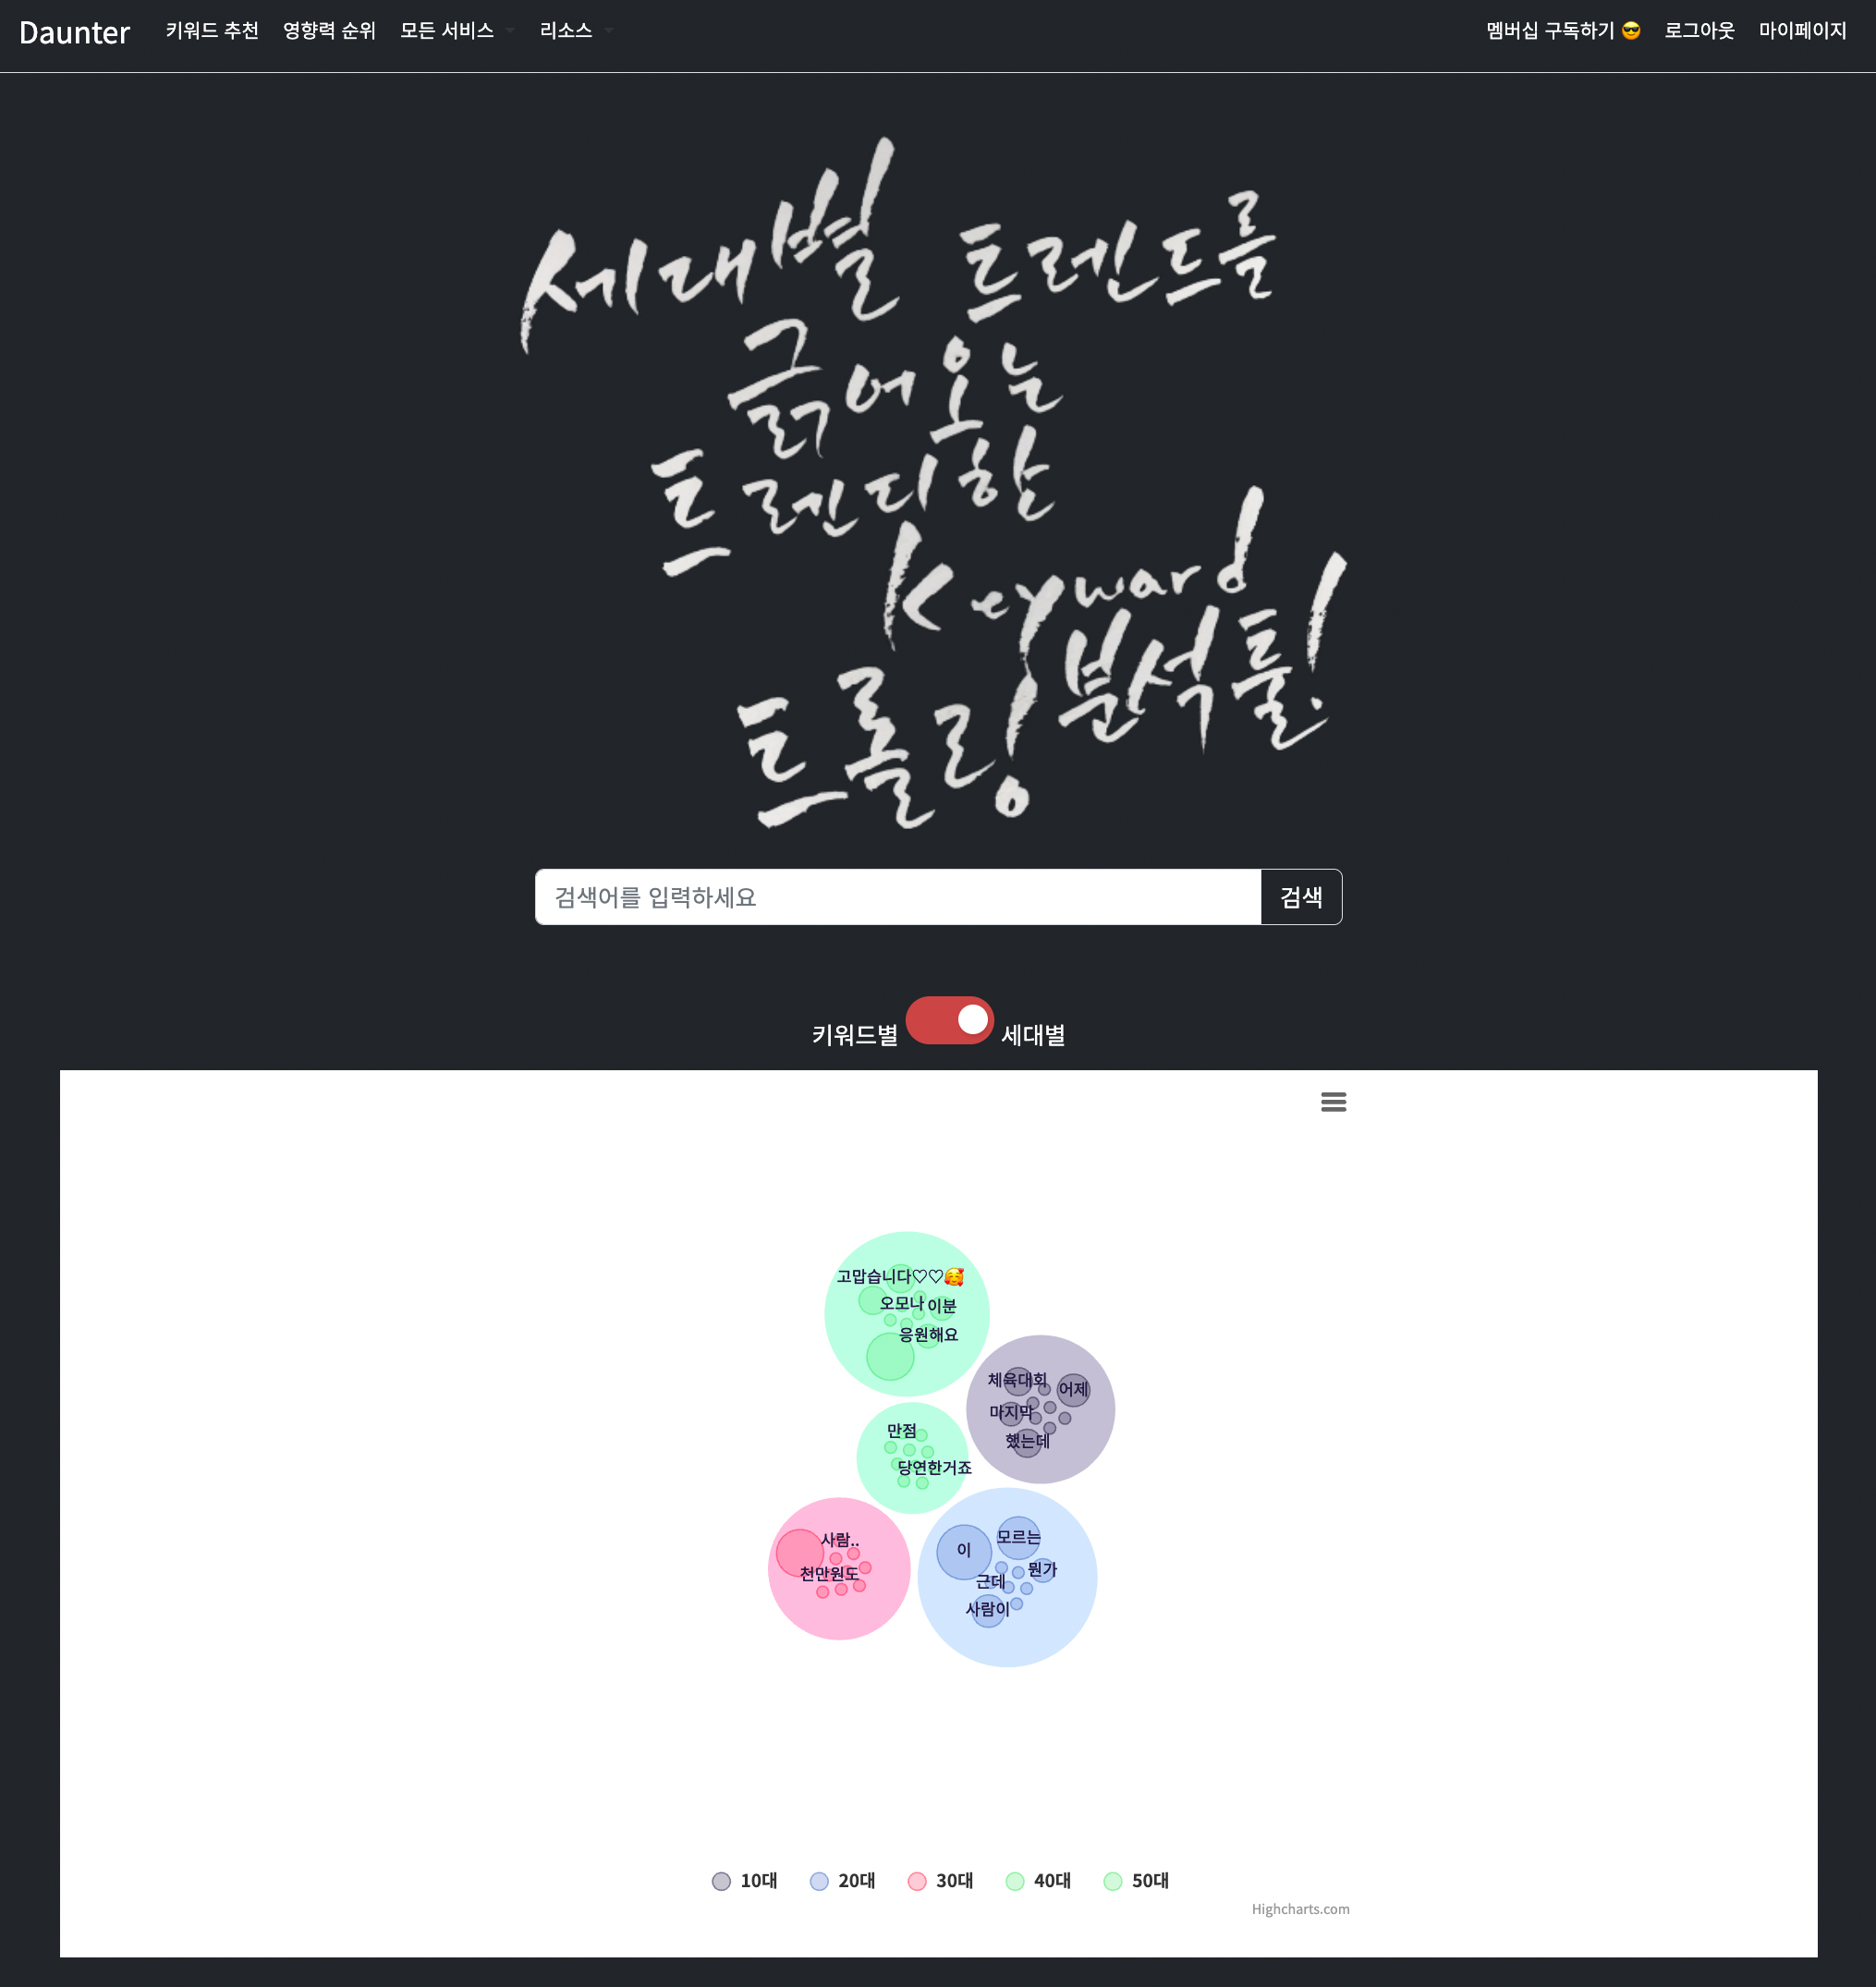 Daunter 키워드 추천 영향력 순위 모든 서비스 리소스 멤버십 구독하기 😎 로그아웃 마이페이지
세대별 트렌드를
긁어오는
트렌디한
Keyword
분석툴!
트롤링
검색어를 입력하세요 검색
키워드별 세대별
고맙습니다♡♡🥰
오모나 이분
응원해요
체육대회 어제
마지막
했는데
만점
당연한거죠
사람..
천만원도
이 모르는
뭔가
근데
사람이
10대 20대 30대 40대 50대
Highcharts.com